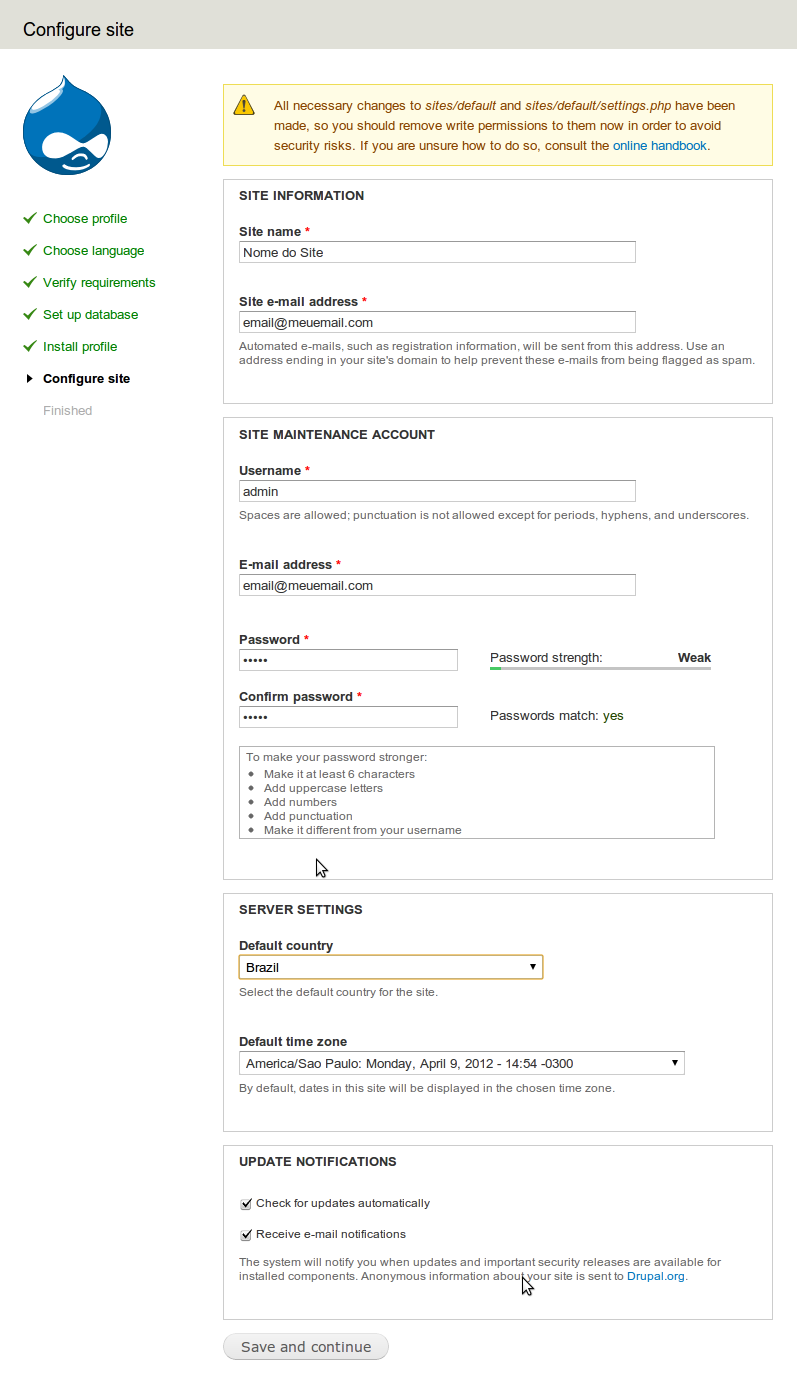 Configure site
All necessary changes to sites/default and sites/default/settings.php have been
made, so you should remove write permissions to them now in order to avoid
security risks. If you are unsure how to do so, consult the online handbook.
Choose profile
Choose language
Verify requirements
Set up database
Install profile
Configure site
Finished
SITE INFORMATION
Site name *
Nome do Site
Site e-mail address *
email@meuemail.com
Automated e-mails, such as registration information, will be sent from this address. Use an
address ending in your site's domain to help prevent these e-mails from being flagged as spam.
SITE MAINTENANCE ACCOUNT
Username *
admin
Spaces are allowed; punctuation is not allowed except for periods, hyphens, and underscores.
E-mail address *
email@meuemail.com
Password *
•••••
Password strength: Weak
Confirm password *
•••••
Passwords match: yes
To make your password stronger:
• Make it at least 6 characters
• Add uppercase letters
• Add numbers
• Add punctuation
• Make it different from your username
SERVER SETTINGS
Default country
Brazil
Select the default country for the site.
Default time zone
America/Sao Paulo: Monday, April 9, 2012 - 14:54 -0300
By default, dates in this site will be displayed in the chosen time zone.
UPDATE NOTIFICATIONS
Check for updates automatically
Receive e-mail notifications
The system will notify you when updates and important security releases are available for
installed components. Anonymous information about your site is sent to Drupal.org.
Save and continue